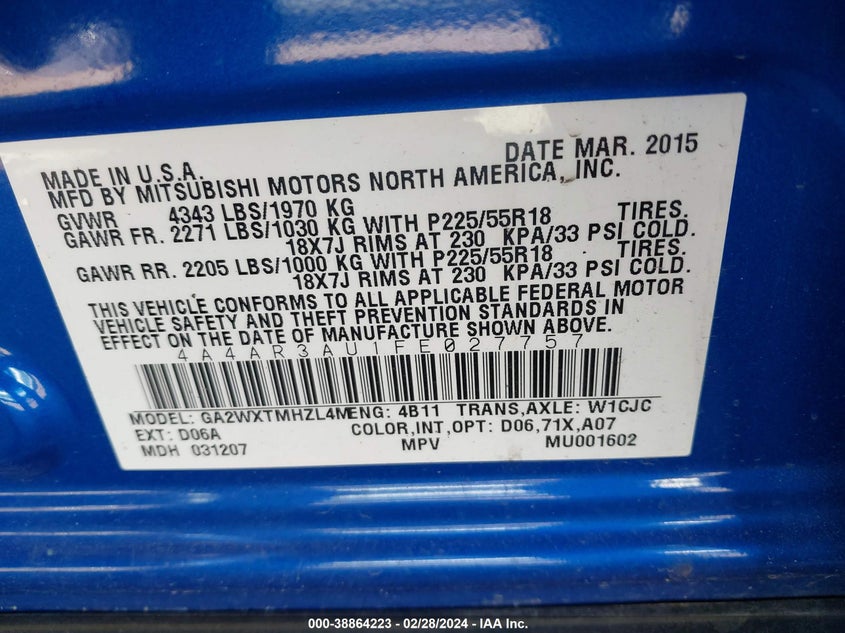 DATE MAR. 2015
MADE IN U.S.A.
MFD BY MITSUBISHI MOTORS NORTH AMERICA, INC.
GVWR 4343 LBS/1970 KG
GAWR FR. 2271 LBS/1030 KG WITH P225/55R18 TIRES.
18X7J RIMS AT 230 KPA/33 PSI COLD.
GAWR RR. 2205 LBS/1000 KG WITH P225/55R18 TIRES.
18X7J RIMS AT 230 KPA/33 PSI COLD.
THIS VEHICLE CONFORMS TO ALL APPLICABLE FEDERAL MOTOR
VEHICLE SAFETY AND THEFT PREVENTION STANDARDS IN
EFFECT ON THE DATE OF MANUFACTURE SHOWN ABOVE.
4A4AR3AU1FE027757
MODEL: GA2WXTMHZL4M ENG: 4B11 TRANS,AXLE: W1CJC
EXT: D06A COLOR,INT,OPT: D06,71X,A07
MDH 031207 MPV MU001602
000-38864223 - 02/28/2024 - IAA Inc.